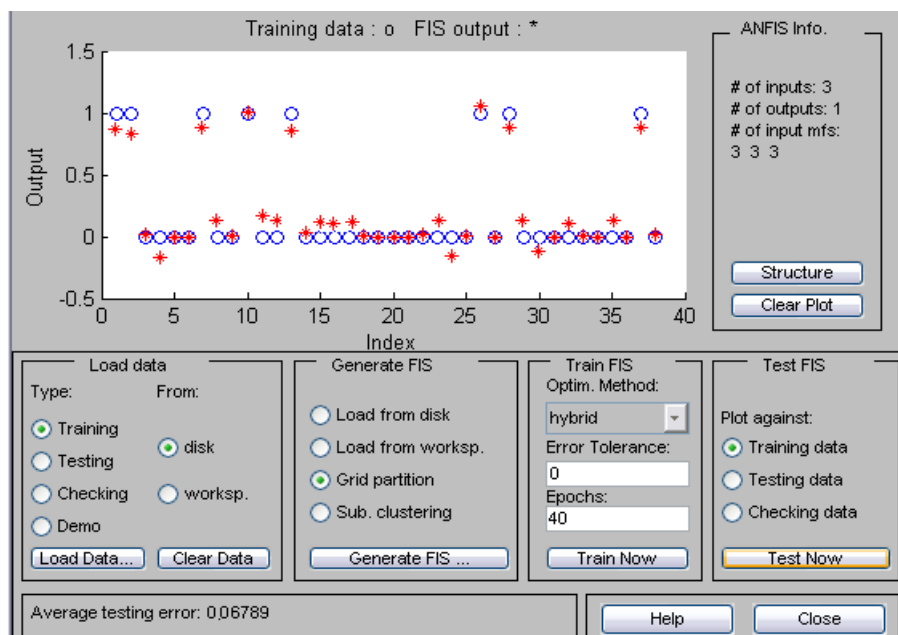 Training data : o   FIS output : *
1.5
1
0.5
0
-0.5
Output
0 5 10 15 20 25 30 35 40
Index
ANFIS Info.
# of inputs: 3
# of outputs: 1
# of input mfs:
3 3 3
Structure
Clear Plot
Load data
Type:
From:
Training
Testing
Checking
Demo
disk
worksp.
Load Data...
Clear Data
Generate FIS
Load from disk
Load from worksp.
Grid partition
Sub. clustering
Generate FIS ...
Train FIS
Optim. Method:
hybrid
Error Tolerance:
0
Epochs:
40
Train Now
Test FIS
Plot against:
Training data
Testing data
Checking data
Test Now
Average testing error: 0,06789
Help
Close